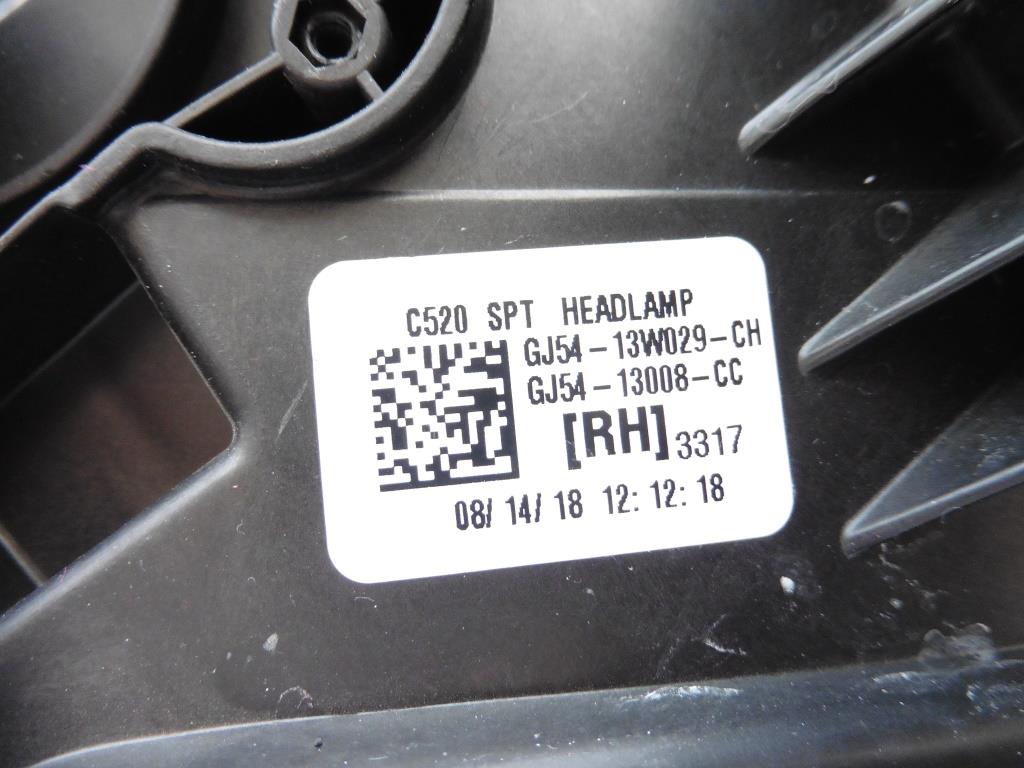 C520 SPT HEADLAMP
GJ54-13W029-CH
GJ54-13008-CC
[RH] 3317
08/ 14/ 18 12: 12: 18